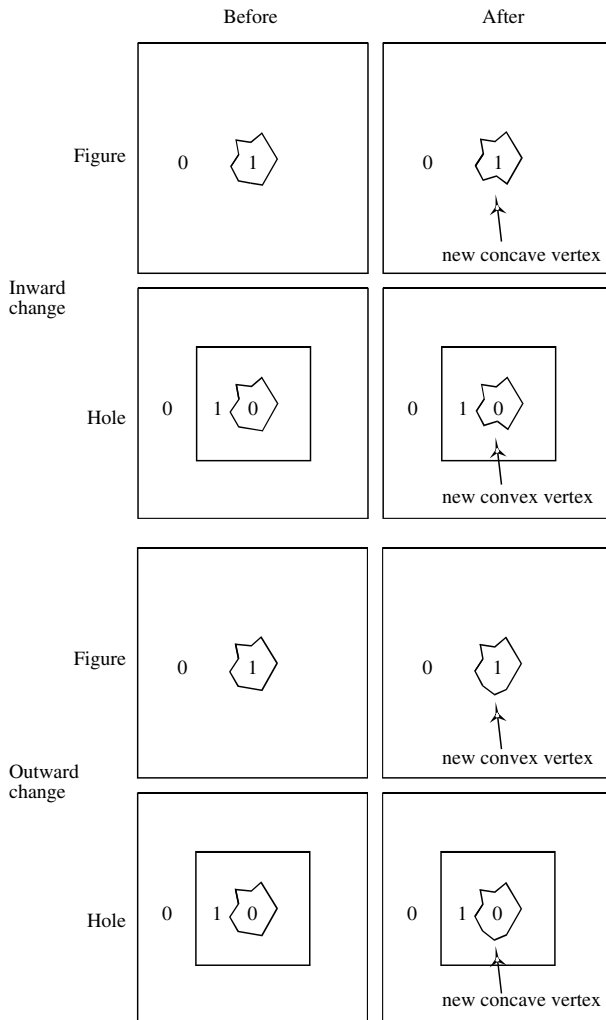 Before After
Figure 0 1 0 1
new concave vertex
Inward
change
Hole 0 1 0 0 1 0
new convex vertex
Figure 0 1 0 1
new convex vertex
Outward
change
Hole 0 1 0 0 1 0
new concave vertex